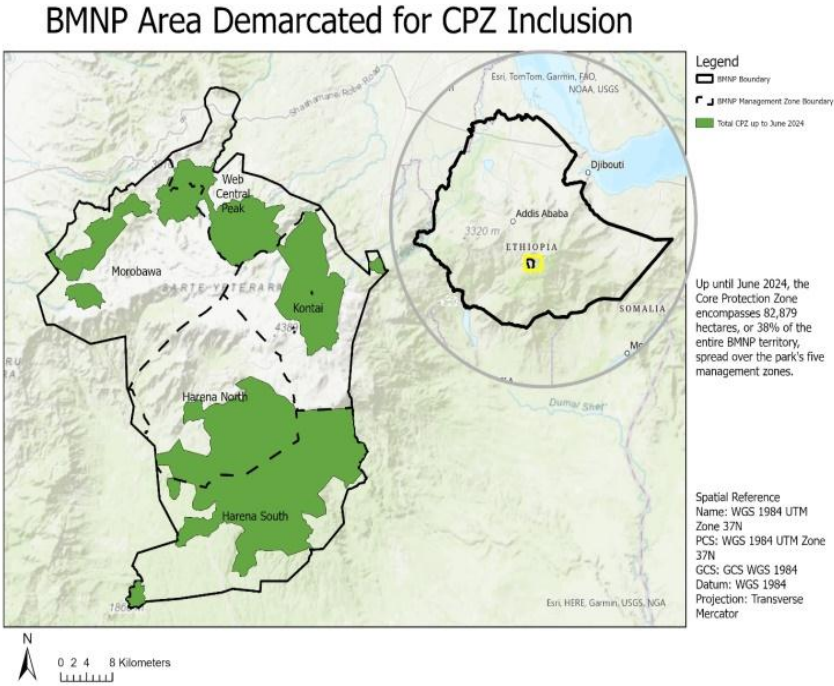 BMNP Area Demarcated for CPZ Inclusion
Legend
BMNP Boundary
BMNP Management Zone Boundary
Total CPZ up to June 2024
Esri, TomTom, Garmin, FAO,
NOAA, USGS
Shashamane Robe Road
Djibouti
Addis Ababa
3320 m
ETHIOPIA
SOMALIA
Web
Central
Peak
Morobawa
Kontai
Harena North
Harena South
Dumal Shet'
Up until June 2024, the
Core Protection Zone
encompasses 82,879
hectares, or 38% of the
entire BMNP territory,
spread over the park's five
management zones.
Spatial Reference
Name: WGS 1984 UTM
Zone 37N
PCS: WGS 1984 UTM Zone
37N
GCS: GCS WGS 1984
Datum: WGS 1984
Projection: Transverse
Mercator
Esri, HERE, Garmin, USGS, NGA
N
0 2 4 8 Kilometers